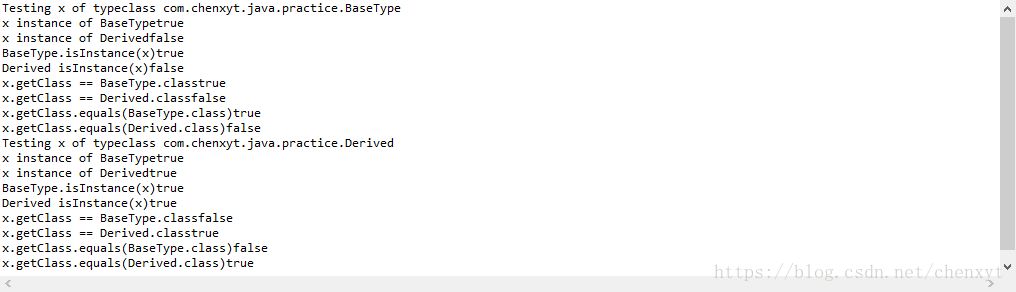 Testing x of typeclass com.chenxyt.java.practice.BaseType
x instance of BaseTypetrue
x instance of Derivedfalse
BaseType.isInstance(x)true
Derived isInstance(x)false
x.getClass == BaseType.classtrue
x.getClass == Derived.classfalse
x.getClass.equals(BaseType.class)true
x.getClass.equals(Derived.class)false
Testing x of typeclass com.chenxyt.java.practice.Derived
x instance of BaseTypetrue
x instance of Derivedtrue
BaseType.isInstance(x)true
Derived isInstance(x)true
x.getClass == BaseType.classfalse
x.getClass == Derived.classtrue
x.getClass.equals(BaseType.class)false
x.getClass.equals(Derived.class)true
https://blog.csdn.net/chenxyt